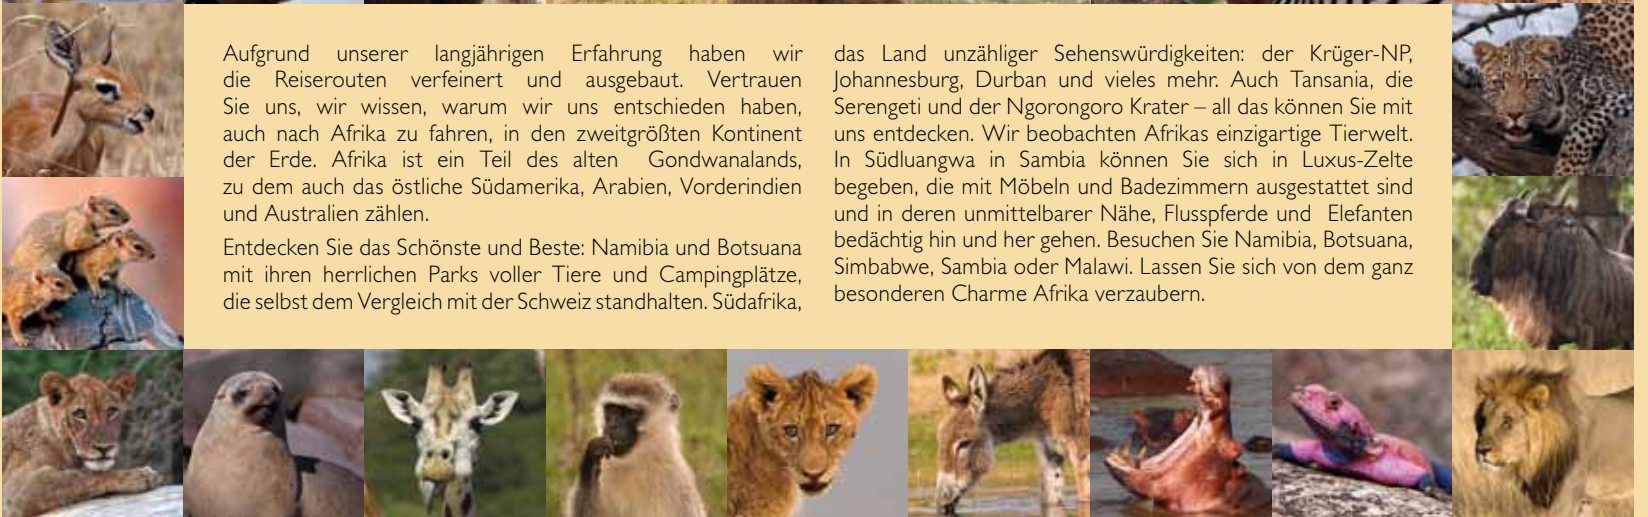 Aufgrund unserer langjährigen Erfahrung haben wir
die Reiserouten verfeinert und ausgebaut. Vertrauen
Sie uns, wir wissen, warum wir uns entschieden haben,
auch nach Afrika zu fahren, in den zweitgrößten Kontinent
der Erde. Afrika ist ein Teil des alten Gondwanalands,
zu dem auch das östliche Südamerika, Arabien, Vorderindien
und Australien zählen.
Entdecken Sie das Schönste und Beste: Namibia und Botsuana
mit ihren herrlichen Parks voller Tiere und Campingplätze,
die selbst dem Vergleich mit der Schweiz standhalten. Südafrika,
das Land unzähliger Sehenswürdigkeiten: der Krüger-NP,
Johannesburg, Durban und vieles mehr. Auch Tansania, die
Serengeti und der Ngorongoro Krater – all das können Sie mit
uns entdecken. Wir beobachten Afrikas einzigartige Tierwelt.
In Südluangwa in Sambia können Sie sich in Luxus-Zelte
begeben, die mit Möbeln und Badezimmern ausgestattet sind
und in deren unmittelbarer Nähe, Flusspferde und Elefanten
bedächtig hin und her gehen. Besuchen Sie Namibia, Botsuana,
Simbabwe, Sambia oder Malawi. Lassen Sie sich von dem ganz
besonderen Charme Afrika verzaubern.